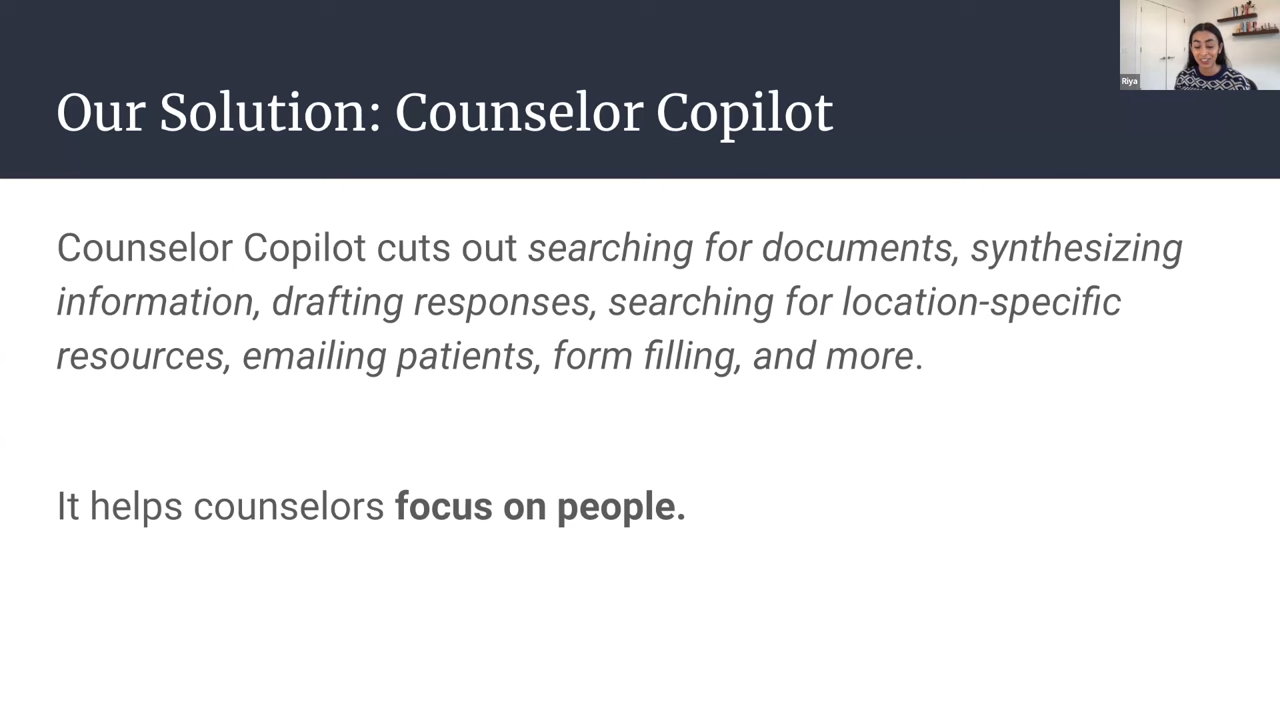 Riya
Our Solution: Counselor Copilot
Counselor Copilot cuts out searching for documents, synthesizing
information, drafting responses, searching for location-specific
resources, emailing patients, form filling, and more.
It helps counselors focus on people.